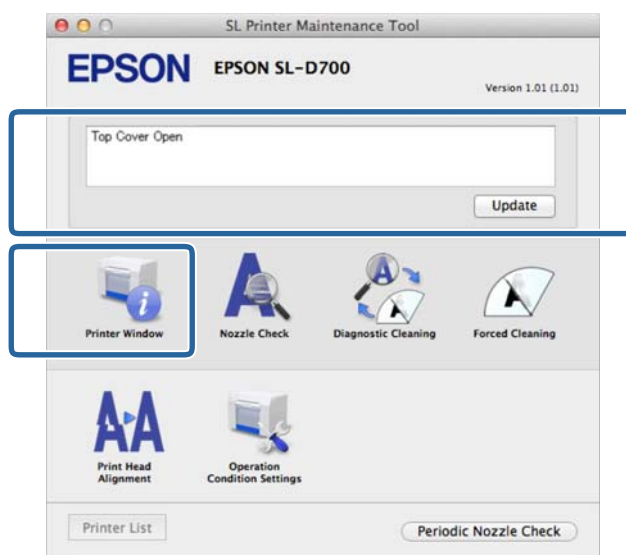 SL Printer Maintenance Tool
EPSON EPSON SL-D700
Version 1.01 (1.01)
Top Cover Open
Update
Printer Window Nozzle Check Diagnostic Cleaning Forced Cleaning
Print Head Operation
Alignment Condition Settings
Printer List Periodic Nozzle Check